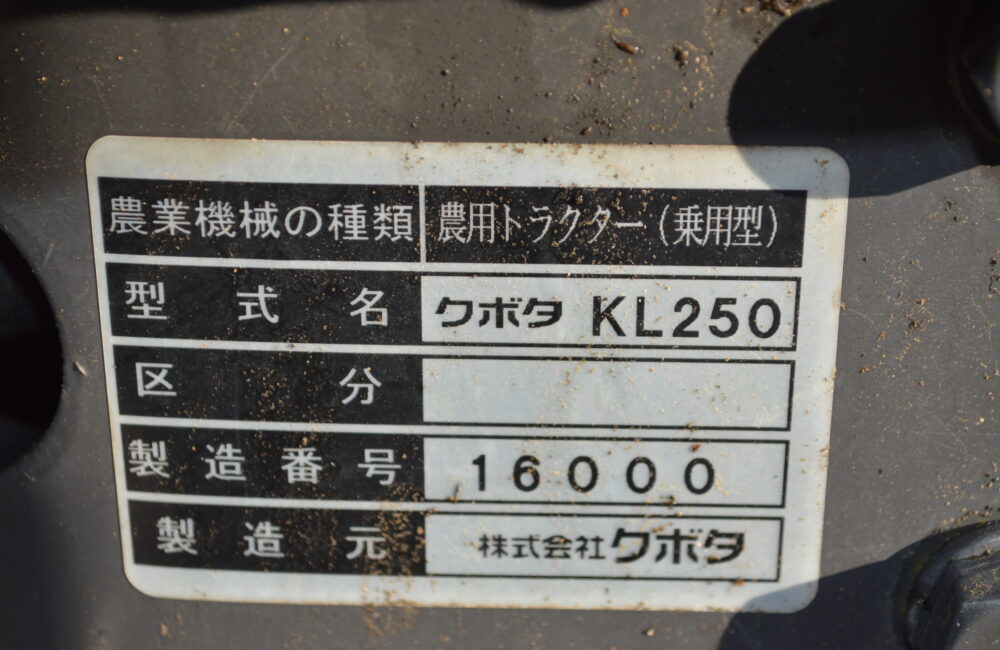 農業機械の種類 農用トラクター(乗用型)
型式名 クボタ KL250
区分
製造番号 16000
製造元 株式会社クボタ